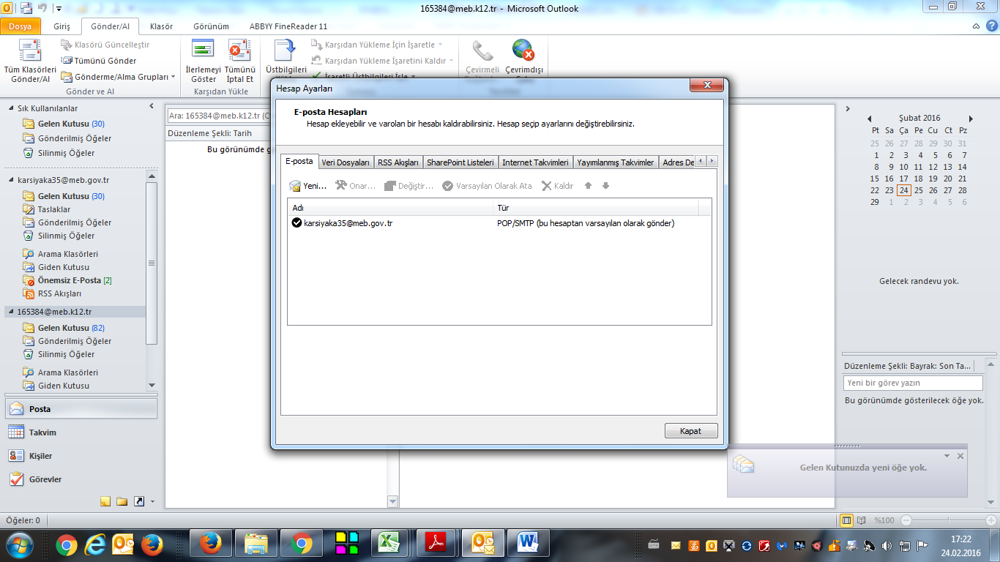 165384@meb.k12.tr - Microsoft Outlook
Dosya Giriş Gönder/Al Klasör Görünüm ABBYY FineReader 11
Tüm Klasörleri Gönder/Al
Klasörü Güncelleştir
Tümünü Gönder
Gönderme/Alma Grupları
Gönder ve Al
İlerlemeyi Göster
Tümünü İptal Et
Karşıdan Yükle
Üstbilgileri
Karşıdan Yükleme İçin İşaretle
Karşıdan Yükleme İşaretini Kaldır
İşaretli Üstbilgileri İşle
Çevirmeli
Çevrimdışı
Sık Kullanılanlar
Gelen Kutusu (30)
Gönderilmiş Öğeler
Silinmiş Öğeler
karsiyaka35@meb.gov.tr
Gelen Kutusu (30)
Taslaklar
Gönderilmiş Öğeler
Silinmiş Öğeler
Arama Klasörleri
Giden Kutusu
Önemsiz E-Posta [2]
RSS Akışları
165384@meb.k12.tr
Gelen Kutusu (82)
Gönderilmiş Öğeler
Silinmiş Öğeler
Arama Klasörleri
Giden Kutusu
Posta
Takvim
Kişiler
Görevler
Ara: 165384@meb.k12.tr (C
Düzenleme Şekli: Tarih
Bu görünümde g
Hesap Ayarları
E-posta Hesapları
Hesap ekleyebilir ve varolan bir hesabı kaldırabilirsiniz. Hesap seçip ayarlarını değiştirebilirsiniz.
E-posta Veri Dosyaları RSS Akışları SharePoint Listeleri Internet Takvimleri Yayımlanmış Takvimler Adres De
Yeni... Onar... Değiştir... Varsayılan Olarak Ata Kaldır
Adı Tür
karsiyaka35@meb.gov.tr POP/SMTP (bu hesaptan varsayılan olarak gönder)
Kapat
Şubat 2016
Pt Sa Ça Pe Cu Ct Pz
25 26 27 28 29 30 31
1 2 3 4 5 6 7
8 9 10 11 12 13 14
15 16 17 18 19 20 21
22 23 24 25 26 27 28
29 1 2 3 4 5 6
Gelecek randevu yok.
Düzenleme Şekli: Bayrak: Son Ta...
Yeni bir görev yazın
Bu görünümde gösterilecek öğe yok.
Gelen Kutunuzda yeni öğe yok.
Öğeler: 0
%100
17:22
24.02.2016